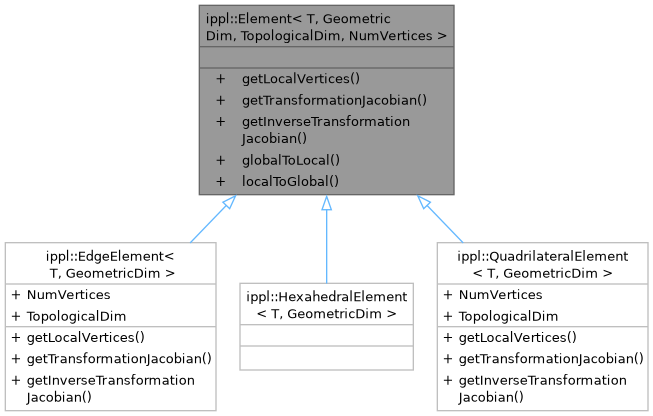 ippl::Element< T, Geometric
Dim, TopologicalDim, NumVertices >
+ getLocalVertices()
+ getTransformationJacobian()
+ getInverseTransformation
Jacobian()
+ globalToLocal()
+ localToGlobal()
ippl::EdgeElement<
T, GeometricDim >
+ NumVertices
+ TopologicalDim
+ getLocalVertices()
+ getTransformationJacobian()
+ getInverseTransformation
Jacobian()
ippl::HexahedralElement
< T, GeometricDim >
ippl::QuadrilateralElement
< T, GeometricDim >
+ NumVertices
+ TopologicalDim
+ getLocalVertices()
+ getTransformationJacobian()
+ getInverseTransformation
Jacobian()